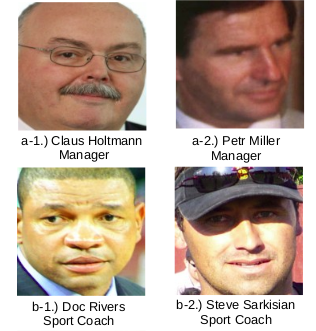 a-1.) Claus Holtmann
Manager
a-2.) Petr Miller
Manager
b-1.) Doc Rivers
Sport Coach
b-2.) Steve Sarkisian
Sport Coach